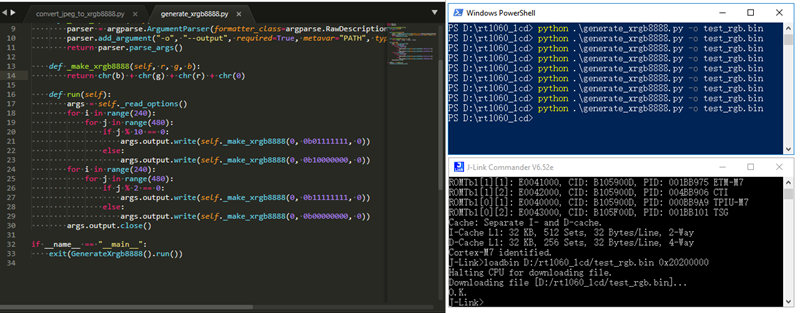 convert_jpeg_to_xrgb8888.py
generate_xrgb8888.py
9 parser = argparse.ArgumentParser(formatter_class=argparse.RawDescription
10 parser.add_argument("-o", "--output", required=True, metavar="PATH", typ
11 return parser.parse_args()
12
13 def _make_xrgb8888(self, r, g, b):
14 return chr(b) + chr(g) + chr(r) + chr(0)
15
16 def run(self):
17 args = self._read_options()
18 for i in range(240):
19 for j in range(480):
20 if j % 10 == 0:
21 args.output.write(self._make_xrgb8888(0, 0b01111111, 0))
22 else:
23 args.output.write(self._make_xrgb8888(0, 0b10000000, 0))
24 for i in range(240):
25 for j in range(480):
26 if j % 2 == 0:
27 args.output.write(self._make_xrgb8888(0, 0b11111111, 0))
28 else:
29 args.output.write(self._make_xrgb8888(0, 0b00000000, 0))
30 args.output.close()
31
32 if __name__ == "__main__":
33 exit(GenerateXrgb8888().run())
34
Windows PowerShell
PS D:\rt1060_lcd> python .\generate_xrgb8888.py -o test_rgb.bin
PS D:\rt1060_lcd> python .\generate_xrgb8888.py -o test_rgb.bin
PS D:\rt1060_lcd> python .\generate_xrgb8888.py -o test_rgb.bin
PS D:\rt1060_lcd> python .\generate_xrgb8888.py -o test_rgb.bin
PS D:\rt1060_lcd> python .\generate_xrgb8888.py -o test_rgb.bin
PS D:\rt1060_lcd> python .\generate_xrgb8888.py -o test_rgb.bin
PS D:\rt1060_lcd> python .\generate_xrgb8888.py -o test_rgb.bin
PS D:\rt1060_lcd> python .\generate_xrgb8888.py -o test_rgb.bin
PS D:\rt1060_lcd> python .\generate_xrgb8888.py -o test_rgb.bin
PS D:\rt1060_lcd>
J-Link Commander V6.52e
ROMTbl[1][1]: E0041000, CID: B105900D, PID: 001BB975 ETM-M7
ROMTbl[1][2]: E0042000, CID: B105900D, PID: 004BB906 CTI
ROMTbl[0][1]: E0040000, CID: B105900D, PID: 000BB9A9 TPIU-M7
ROMTbl[0][2]: E0043000, CID: B105F00D, PID: 001BB101 TSG
Cache: Separate I- and D-cache.
I-Cache L1: 32 KB, 512 Sets, 32 Bytes/Line, 2-Way
D-Cache L1: 32 KB, 256 Sets, 32 Bytes/Line, 4-Way
Cortex-M7 identified.
J-Link>loadbin D:/rt1060_lcd/test_rgb.bin 0x20200000
Halting CPU for downloading file.
Downloading file [D:/rt1060_lcd/test_rgb.bin]...
O.K.
J-Link>